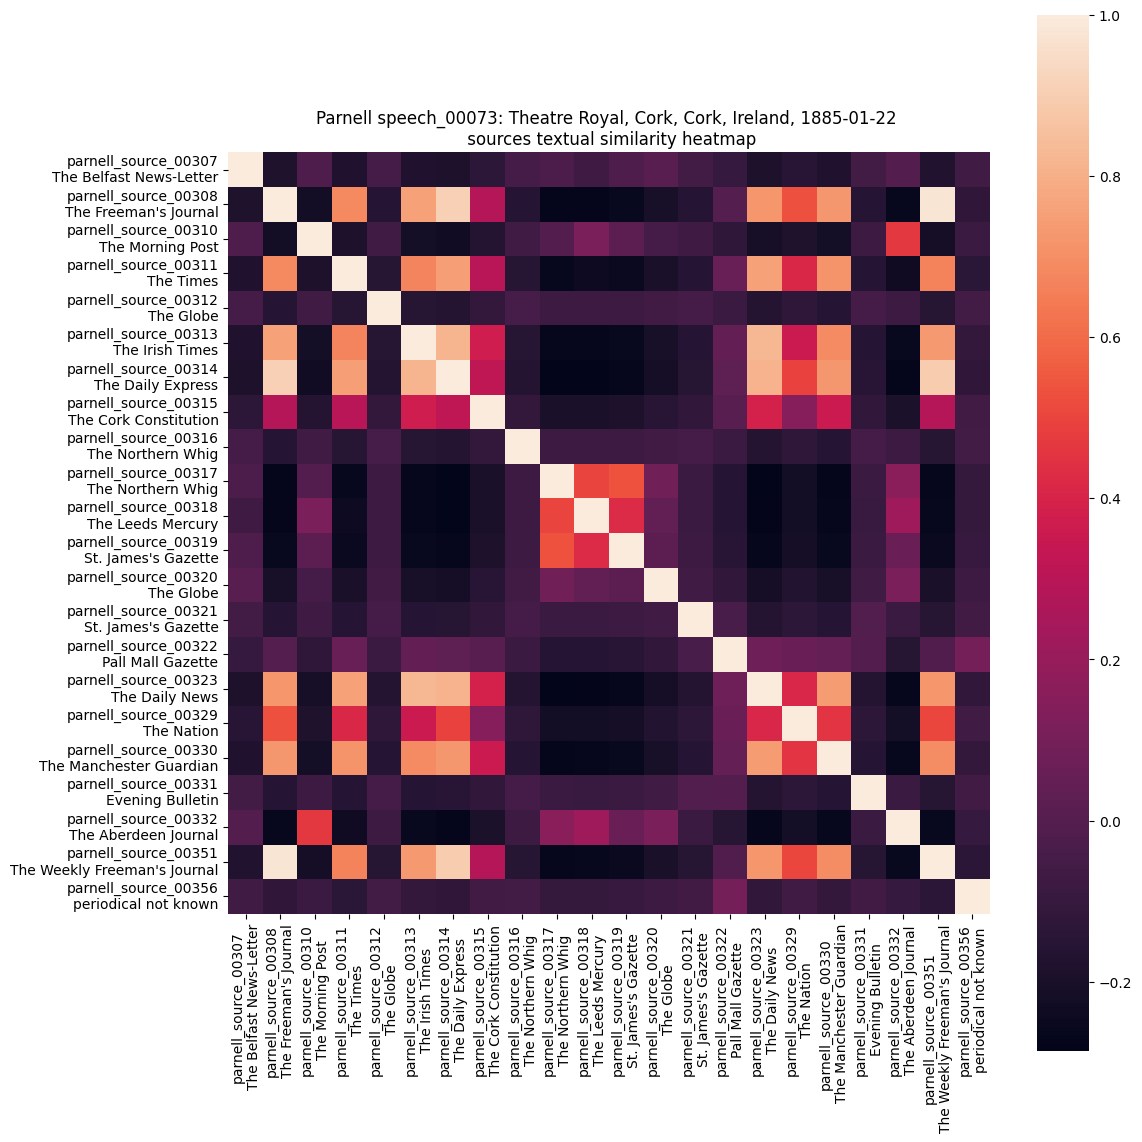 Parnell speech_00073: Theatre Royal, Cork, Cork, Ireland, 1885-01-22
sources textual similarity heatmap
parnell_source_00307
The Belfast News-Letter
parnell_source_00308
The Freeman's Journal
parnell_source_00310
The Morning Post
parnell_source_00311
The Times
parnell_source_00312
The Globe
parnell_source_00313
The Irish Times
parnell_source_00314
The Daily Express
parnell_source_00315
The Cork Constitution
parnell_source_00316
The Northern Whig
parnell_source_00317
The Northern Whig
parnell_source_00318
The Leeds Mercury
parnell_source_00319
St. James's Gazette
parnell_source_00320
The Globe
parnell_source_00321
St. James's Gazette
parnell_source_00322
Pall Mall Gazette
parnell_source_00323
The Daily News
parnell_source_00329
The Nation
parnell_source_00330
The Manchester Guardian
parnell_source_00331
Evening Bulletin
parnell_source_00332
The Aberdeen Journal
parnell_source_00351
The Weekly Freeman's Journal
parnell_source_00356
periodical not known
parnell_source_00307
The Belfast News-Letter
parnell_source_00308
The Freeman's Journal
parnell_source_00310
The Morning Post
parnell_source_00311
The Times
parnell_source_00312
The Globe
parnell_source_00313
The Irish Times
parnell_source_00314
The Daily Express
parnell_source_00315
The Cork Constitution
parnell_source_00316
The Northern Whig
parnell_source_00317
The Northern Whig
parnell_source_00318
The Leeds Mercury
parnell_source_00319
St. James's Gazette
parnell_source_00320
The Globe
parnell_source_00321
St. James's Gazette
parnell_source_00322
Pall Mall Gazette
parnell_source_00323
The Daily News
parnell_source_00329
The Nation
parnell_source_00330
The Manchester Guardian
parnell_source_00331
Evening Bulletin
parnell_source_00332
The Aberdeen Journal
parnell_source_00351
The Weekly Freeman's Journal
parnell_source_00356
periodical not known
1.0
0.8
0.6
0.4
0.2
0.0
−0.2